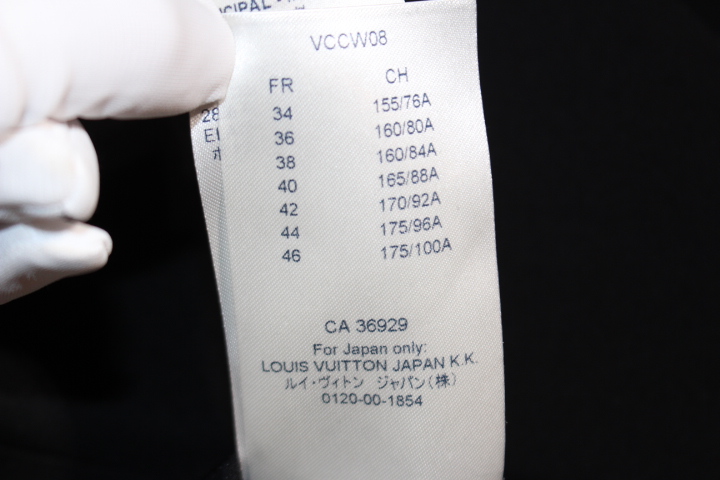 VCCW08
FR CH
34 155/76A
36 160/80A
38 160/84A
40 165/88A
42 170/92A
44 175/96A
46 175/100A
CA 36929
For Japan only:
LOUIS VUITTON JAPAN K.K.
ルイ・ヴィトン ジャパン(株)
0120-00-1854